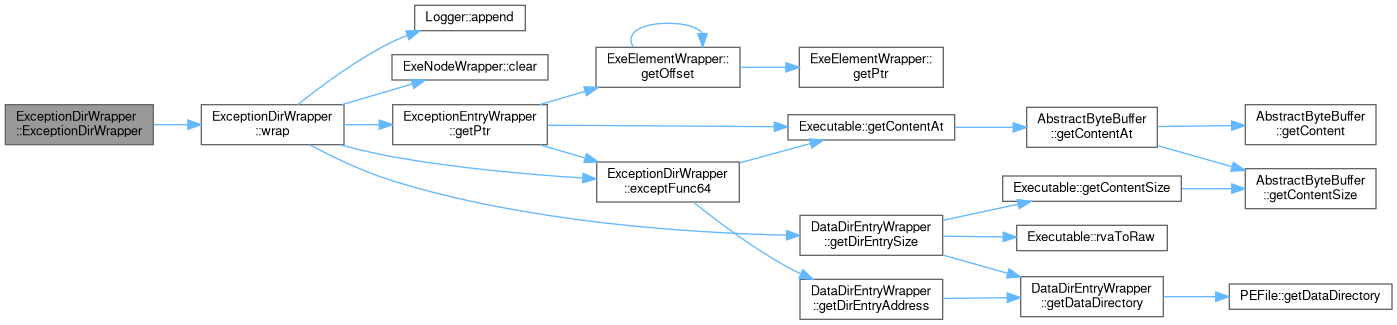 ExceptionDirWrapper
::ExceptionDirWrapper
ExceptionDirWrapper
::wrap
Logger::append
ExeNodeWrapper::clear
ExceptionEntryWrapper
::getPtr
ExeElementWrapper::
getOffset
ExeElementWrapper::
getPtr
Executable::getContentAt
AbstractByteBuffer
::getContentAt
AbstractByteBuffer
::getContent
AbstractByteBuffer
::getContentSize
ExceptionDirWrapper
::exceptFunc64
DataDirEntryWrapper
::getDirEntrySize
Executable::getContentSize
Executable::rvaToRaw
DataDirEntryWrapper
::getDirEntryAddress
DataDirEntryWrapper
::getDataDirectory
PEFile::getDataDirectory